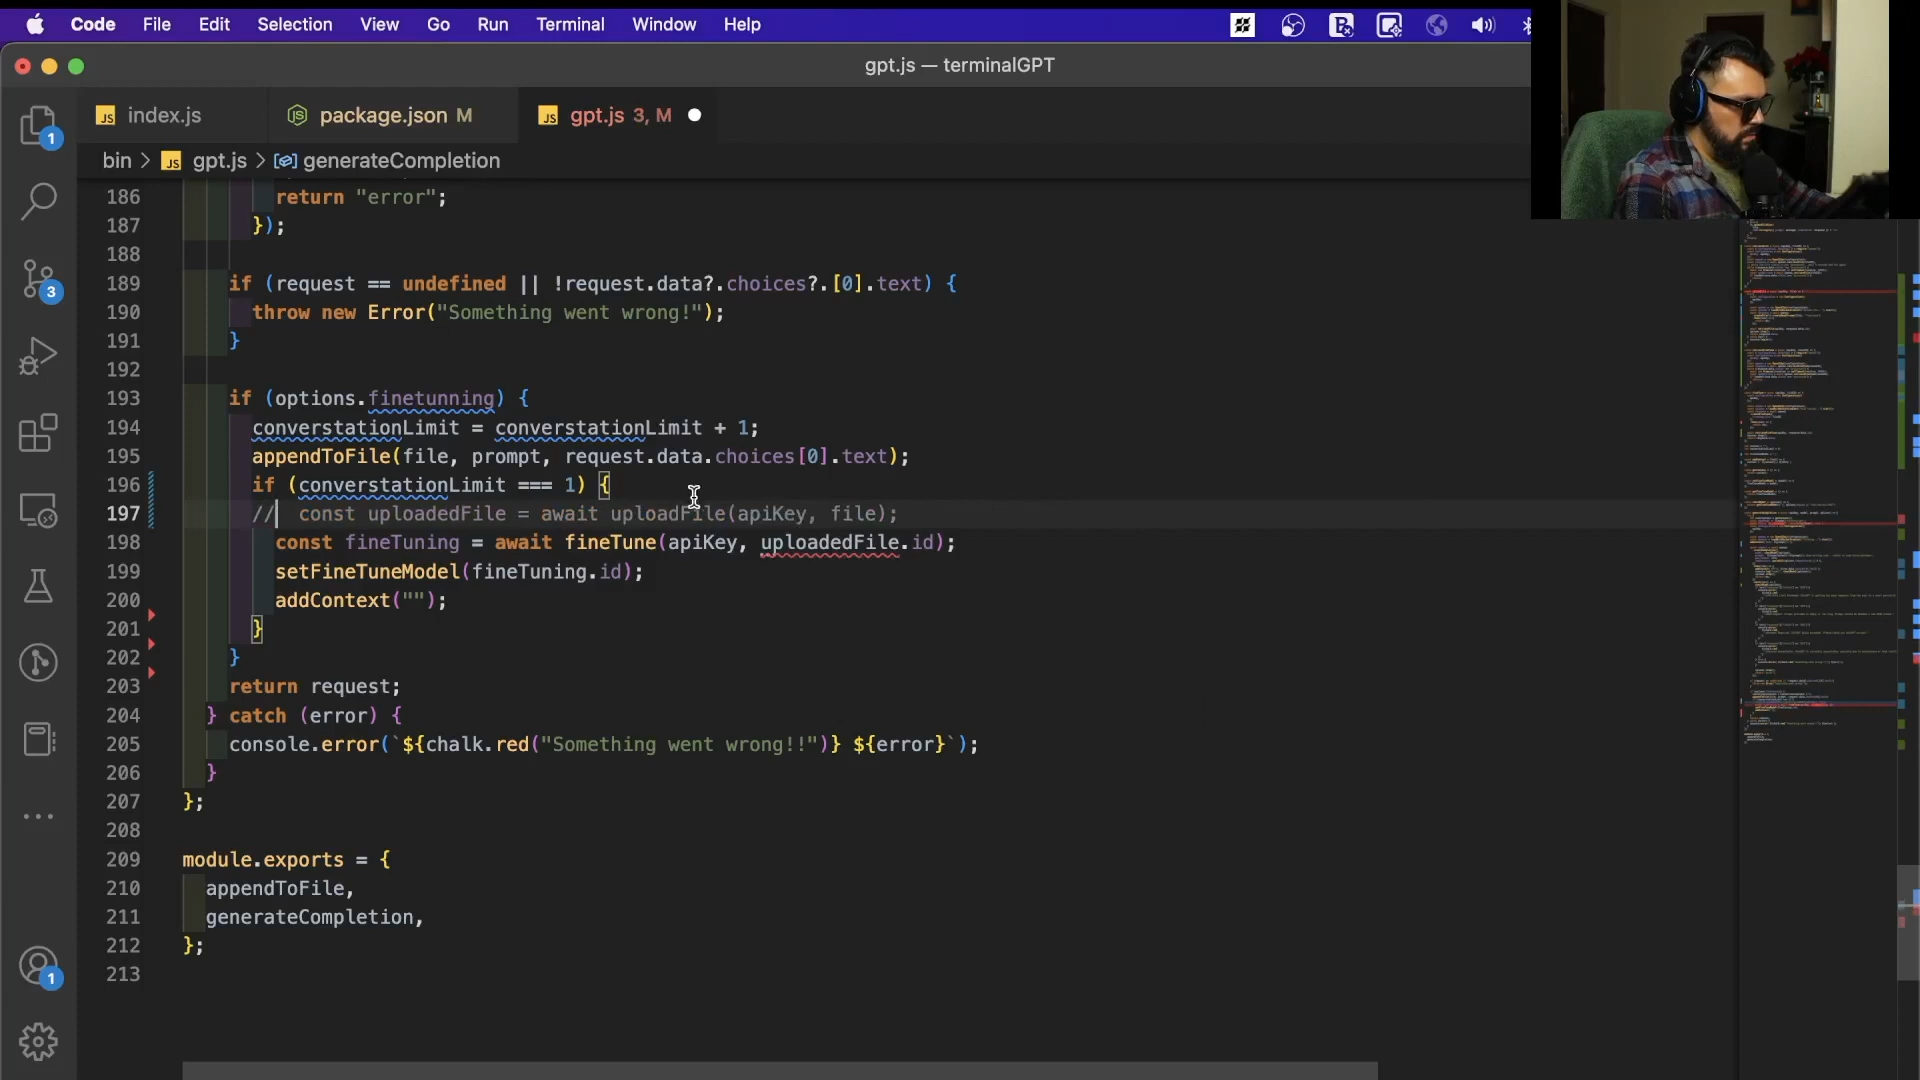 Code File Edit Selection View Go Run Terminal Window Help
gpt.js — terminalGPT
JS index.js
package.json M
JS gpt.js 3, M
bin > JS gpt.js > generateCompletion
186 return "error";
187 });
188
189 if (request == undefined || !request.data?.choices?.[0].text) {
190 throw new Error("Something went wrong!");
191 }
192
193 if (options.finetunning) {
194 converstationLimit = converstationLimit + 1;
195 appendToFile(file, prompt, request.data.choices[0].text);
196 if (converstationLimit === 1) {
197 // const uploadedFile = await uploadFile(apiKey, file);
198 const fineTuning = await fineTune(apiKey, uploadedFile.id);
199 setFineTuneModel(fineTuning.id);
200 addContext("");
201 }
202 }
203 return request;
204 } catch (error) {
205 console.error(`${chalk.red("Something went wrong!!")} ${error}`);
206 }
207 };
208
209 module.exports = {
210 appendToFile,
211 generateCompletion,
212 };
213
1
3
1